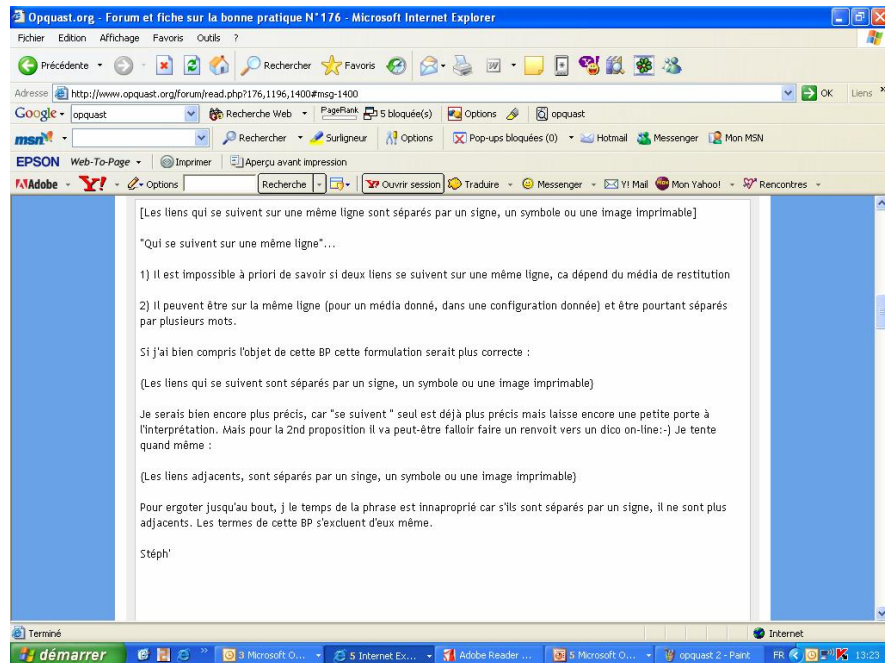 Opquast.org - Forum et fiche sur la bonne pratique N°176 - Microsoft Internet Explorer
Fichier Edition Affichage Favoris Outils ?
Précédente Rechercher Favoris
Adresse http://www.opquast.org/forum/read.php?176,1196,1400#msg-1400 OK Liens
Google opquast Recherche Web PageRank 5 bloquée(s) Options opquast
msn Rechercher Surligneur Options Pop-ups bloquées (0) Hotmail Messenger Mon MSN
EPSON Web-To-Page Imprimer Aperçu avant impression
Adobe Y! Options Recherche Ouvrir session Traduire Messenger Y! Mail Mon Yahoo! Rencontres
[Les liens qui se suivent sur une même ligne sont séparés par un signe, un symbole ou une image imprimable]
"Qui se suivent sur une même ligne"...
1) Il est impossible à priori de savoir si deux liens se suivent sur une même ligne, ca dépend du média de restitution
2) Il peuvent être sur la même ligne (pour un média donné, dans une configuration donnée) et être pourtant séparés
par plusieurs mots.
Si j'ai bien compris l'objet de cette BP cette formulation serait plus correcte :
{Les liens qui se suivent sont séparés par un signe, un symbole ou une image imprimable}
Je serais bien encore plus précis, car "se suivent " seul est déjà plus précis mais laisse encore une petite porte à
l'interprétation. Mais pour la 2nd proposition il va peut-être falloir faire un renvoit vers un dico on-line:-) Je tente
quand même :
{Les liens adjacents, sont séparés par un singe, un symbole ou une image imprimable}
Pour ergoter jusqu'au bout, j le temps de la phrase est innaproprié car s'ils sont séparés par un signe, il ne sont plus
adjacents. Les termes de cette BP s'excluent d'eux même.
Stéph'
Terminé Internet
démarrer 3 Microsoft O... 5 Internet Ex... Adobe Reader ... 5 Microsoft O... opquast 2 - Paint FR 13:23